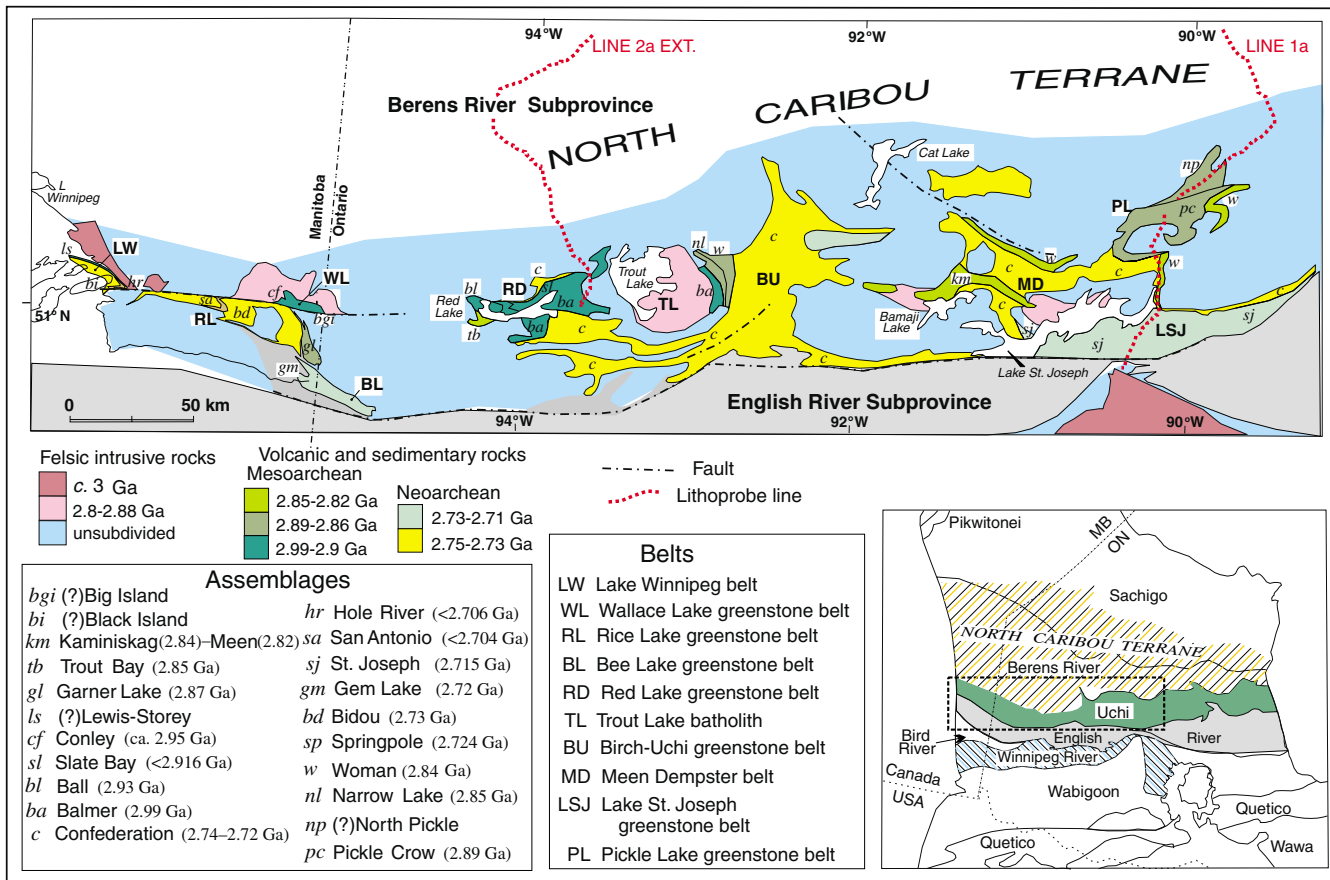 94°W
LINE 2a EXT.
92°W
90°W
LINE 1a
Berens River Subprovince
NORTH CARIBOU TERRANE
L
Winnipeg
Manitoba
Ontario
Cat Lake
np
PL
pc
w
ls
LW
bi
hr
WL
cf
sa
RL
bd
bgi
gl
gm
BL
51°N
bl
Red
Lake
tb
RD
c
sl
ba
ba
c
c
Trout
Lake
TL
nl
w
ba
c
BU
c
km
Bamaji
Lake
c
MD
w
c
c
w
sj
sj
LSJ
sj
c
Lake St. Joseph
English River Subprovince
0
50 km
94°W
92°W
90°W
Felsic intrusive rocks
c. 3 Ga
2.8-2.88 Ga
unsubdivided
Volcanic and sedimentary rocks
Mesoarchean
2.85-2.82 Ga
2.89-2.86 Ga
2.99-2.9 Ga
Neoarchean
2.73-2.71 Ga
2.75-2.73 Ga
Fault
Lithoprobe line
Assemblages
bgi (?)Big Island
bi (?)Black Island
km Kaminiskag(2.84)–Meen(2.82)
tb Trout Bay (2.85 Ga)
gl Garner Lake (2.87 Ga)
ls (?)Lewis-Storey
cf Conley (ca. 2.95 Ga)
sl Slate Bay (<2.916 Ga)
bl Ball (2.93 Ga)
ba Balmer (2.99 Ga)
c Confederation (2.74–2.72 Ga)
hr Hole River (<2.706 Ga)
sa San Antonio (<2.704 Ga)
sj St. Joseph (2.715 Ga)
gm Gem Lake (2.72 Ga)
bd Bidou (2.73 Ga)
sp Springpole (2.724 Ga)
w Woman (2.84 Ga)
nl Narrow Lake (2.85 Ga)
np (?)North Pickle
pc Pickle Crow (2.89 Ga)
Belts
LW Lake Winnipeg belt
WL Wallace Lake greenstone belt
RL Rice Lake greenstone belt
BL Bee Lake greenstone belt
RD Red Lake greenstone belt
TL Trout Lake batholith
BU Birch-Uchi greenstone belt
MD Meen Dempster belt
LSJ Lake St. Joseph
greenstone belt
PL Pickle Lake greenstone belt
Pikwitonei
MB
ON
Sachigo
NORTH CARIBOU TERRANE
Berens River
Uchi
Bird
River
English River
Winnipeg River
Canada
USA
Wabigoon
Quetico
Quetico
Wawa